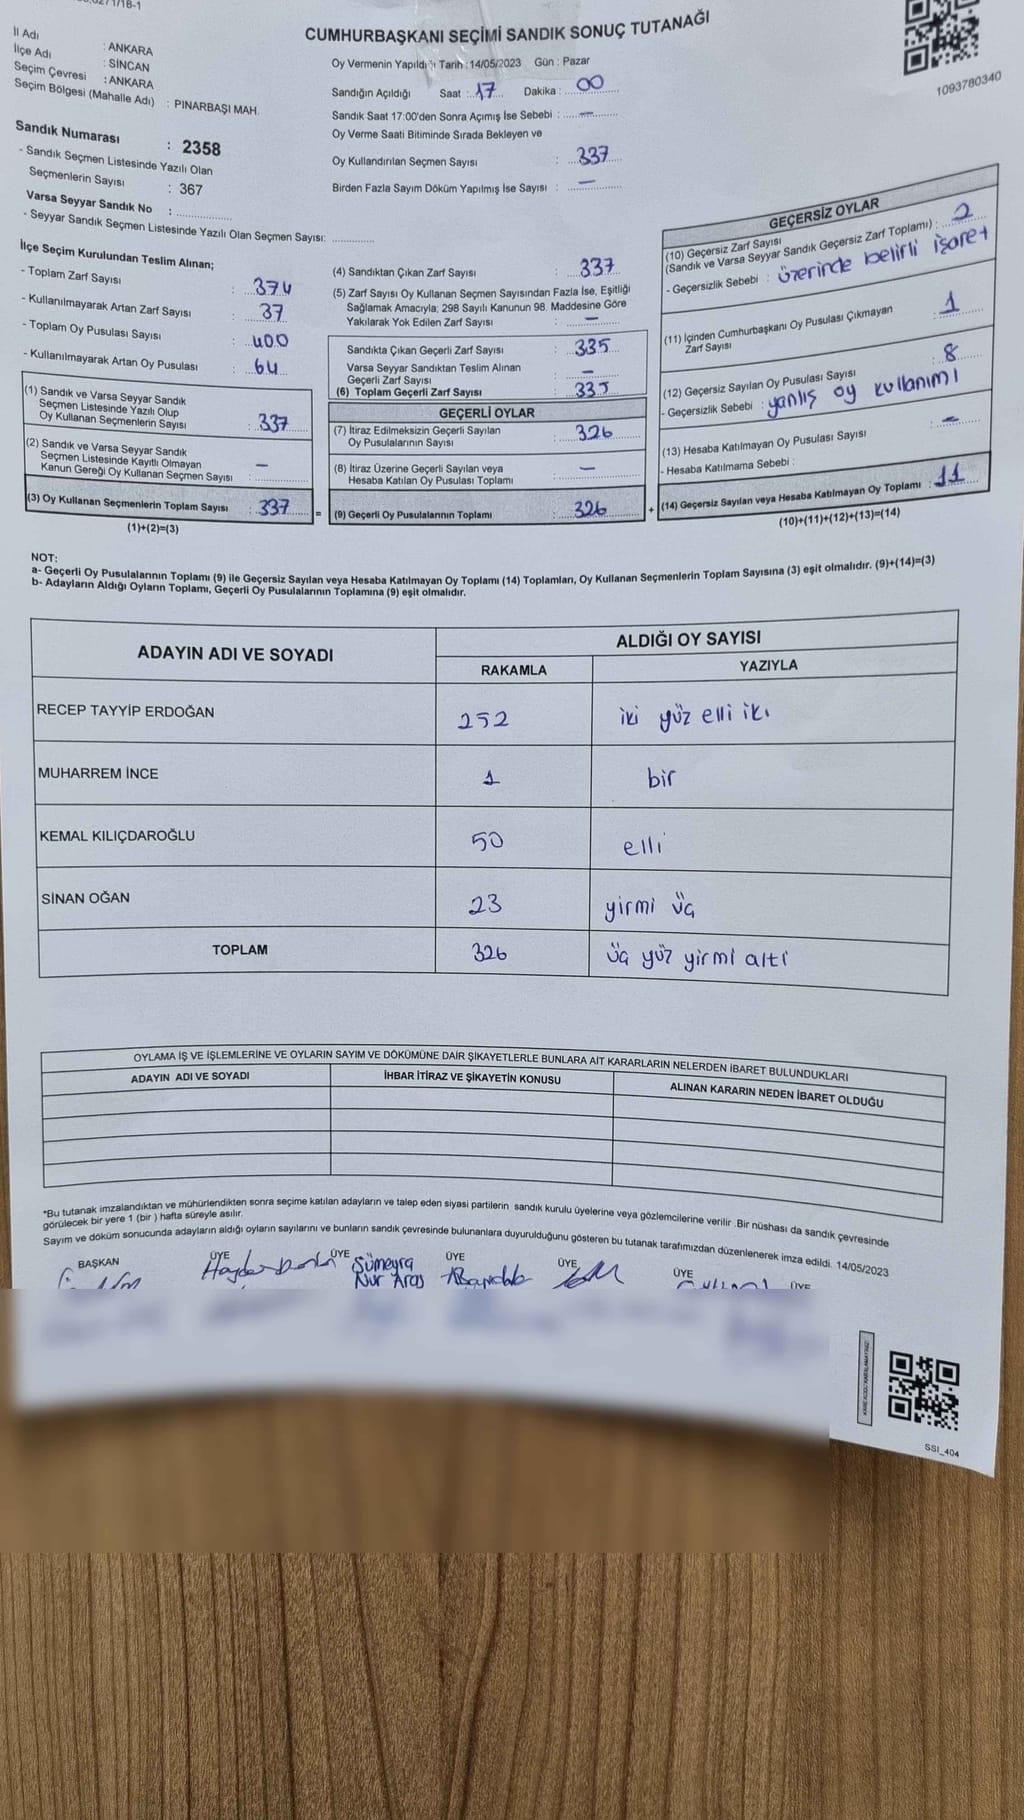 CUMHURBAŞKANI SEÇİMİ SANDIK SONUÇ TUTANAĞI
1093780340
İl Adı : ANKARA
İlçe Adı : SİNCAN
Seçim Çevresi : ANKARA
Seçim Bölgesi (Mahalle Adı) : PINARBAŞI MAH.
Sandık Numarası : 2358
- Sandık Seçmen Listesinde Yazılı Olan
Seçmenlerin Sayısı : 367
Varsa Seyyar Sandık No :
- Seyyar Sandık Seçmen Listesinde Yazılı Olan Seçmen Sayısı:
Oy Vermenin Yapıldığı Tarih :14/05/2023 Gün : Pazar
Sandığın Açıldığı Saat : 17 Dakika : 00
Sandık Saat 17:00'den Sonra Açımış İse Sebebi : —
Oy Verme Saati Bitiminde Sırada Bekleyen ve
Oy Kullandırılan Seçmen Sayısı : 337
Birden Fazla Sayım Döküm Yapılmış İse Sayısı : —
İlçe Seçim Kurulundan Teslim Alınan;
- Toplam Zarf Sayısı : 374
- Kullanılmayarak Artan Zarf Sayısı : 37
- Toplam Oy Pusulası Sayısı : 400
- Kullanılmayarak Artan Oy Pusulası : 64
(1) Sandık ve Varsa Seyyar Sandık
Seçmen Listesinde Yazılı Olup
Oy Kullanan Seçmenlerin Sayısı : 337
(2) Sandık ve Varsa Seyyar Sandık
Seçmen Listesinde Kayıtlı Olmayan
Kanun Gereği Oy Kullanan Seçmen Sayısı : —
(3) Oy Kullanan Seçmenlerin Toplam Sayısı : 337
(1)+(2)=(3)
=
(4) Sandıktan Çıkan Zarf Sayısı : 337
(5) Zarf Sayısı Oy Kullanan Seçmen Sayısından Fazla İse, Eşitliği
Sağlamak Amacıyla; 298 Sayılı Kanunun 98. Maddesine Göre
Yakılarak Yok Edilen Zarf Sayısı : —
Sandıkta Çıkan Geçerli Zarf Sayısı : 335
Varsa Seyyar Sandıktan Teslim Alınan
Geçerli Zarf Sayısı : —
(6) Toplam Geçerli Zarf Sayısı : 335
GEÇERLİ OYLAR
(7) İtiraz Edilmeksizin Geçerli Sayılan
Oy Pusulalarının Sayısı : 326
(8) İtiraz Üzerine Geçerli Sayılan veya
Hesaba Katılan Oy Pusulası Toplamı : —
(9) Geçerli Oy Pusulalarının Toplamı : 326
+
GEÇERSİZ OYLAR
(10) Geçersiz Zarf Sayısı
(Sandık ve Varsa Seyyar Sandık Geçersiz Zarf Toplamı) : 2
- Geçersizlik Sebebi : üzerinde belirli işaret
(11) İçinden Cumhurbaşkanı Oy Pusulası Çıkmayan
Zarf Sayısı : 1
(12) Geçersiz Sayılan Oy Pusulası Sayısı : 8
- Geçersizlik Sebebi : yanlış oy kullanımı
(13) Hesaba Katılmayan Oy Pusulası Sayısı : —
- Hesaba Katılmama Sebebi :
(14) Geçersiz Sayılan veya Hesaba Katılmayan Oy Toplamı : 11
(10)+(11)+(12)+(13)=(14)
NOT:
a- Geçerli Oy Pusulalarının Toplamı (9) ile Geçersiz Sayılan veya Hesaba Katılmayan Oy Toplamı (14) Toplamları, Oy Kullanan Seçmenlerin Toplam Sayısına (3) eşit olmalıdır. (9)+(14)=(3)
b- Adayların Aldığı Oyların Toplamı, Geçerli Oy Pusulalarının Toplamına (9) eşit olmalıdır.
ADAYIN ADI VE SOYADI ALDIĞI OY SAYISI
RAKAMLA YAZIYLA
RECEP TAYYİP ERDOĞAN 252 iki yüz elli iki
MUHARREM İNCE 1 bir
KEMAL KILIÇDAROĞLU 50 elli
SİNAN OĞAN 23 yirmi üç
TOPLAM 326 üç yüz yirmi altı
OYLAMA İŞ VE İŞLEMLERİNE VE OYLARIN SAYIM VE DÖKÜMÜNE DAİR ŞİKAYETLERLE BUNLARA AİT KARARLARIN NELERDEN İBARET BULUNDUKLARI
ADAYIN ADI VE SOYADI İHBAR İTİRAZ VE ŞİKAYETİN KONUSU ALINAN KARARIN NEDEN İBARET OLDUĞU
*Bu tutanak imzalandıktan ve mühürlendikten sonra seçime katılan adayların ve talep eden siyasi partilerin sandık kurulu üyelerine veya gözlemcilerine verilir .Bir nüshası da sandık çevresinde
görülecek bir yere 1 (bir ) hafta süreyle asılır.
Sayım ve döküm sonucunda adayların aldığı oyların sayılarını ve bunların sandık çevresinde bulunanlara duyurulduğunu gösteren bu tutanak tarafımızdan düzenlenerek imza edildi. 14/05/2023
BAŞKAN ÜYE ÜYE ÜYE ÜYE ÜYE ÜYE
Sümeyra
Nur Aras
SSI_404